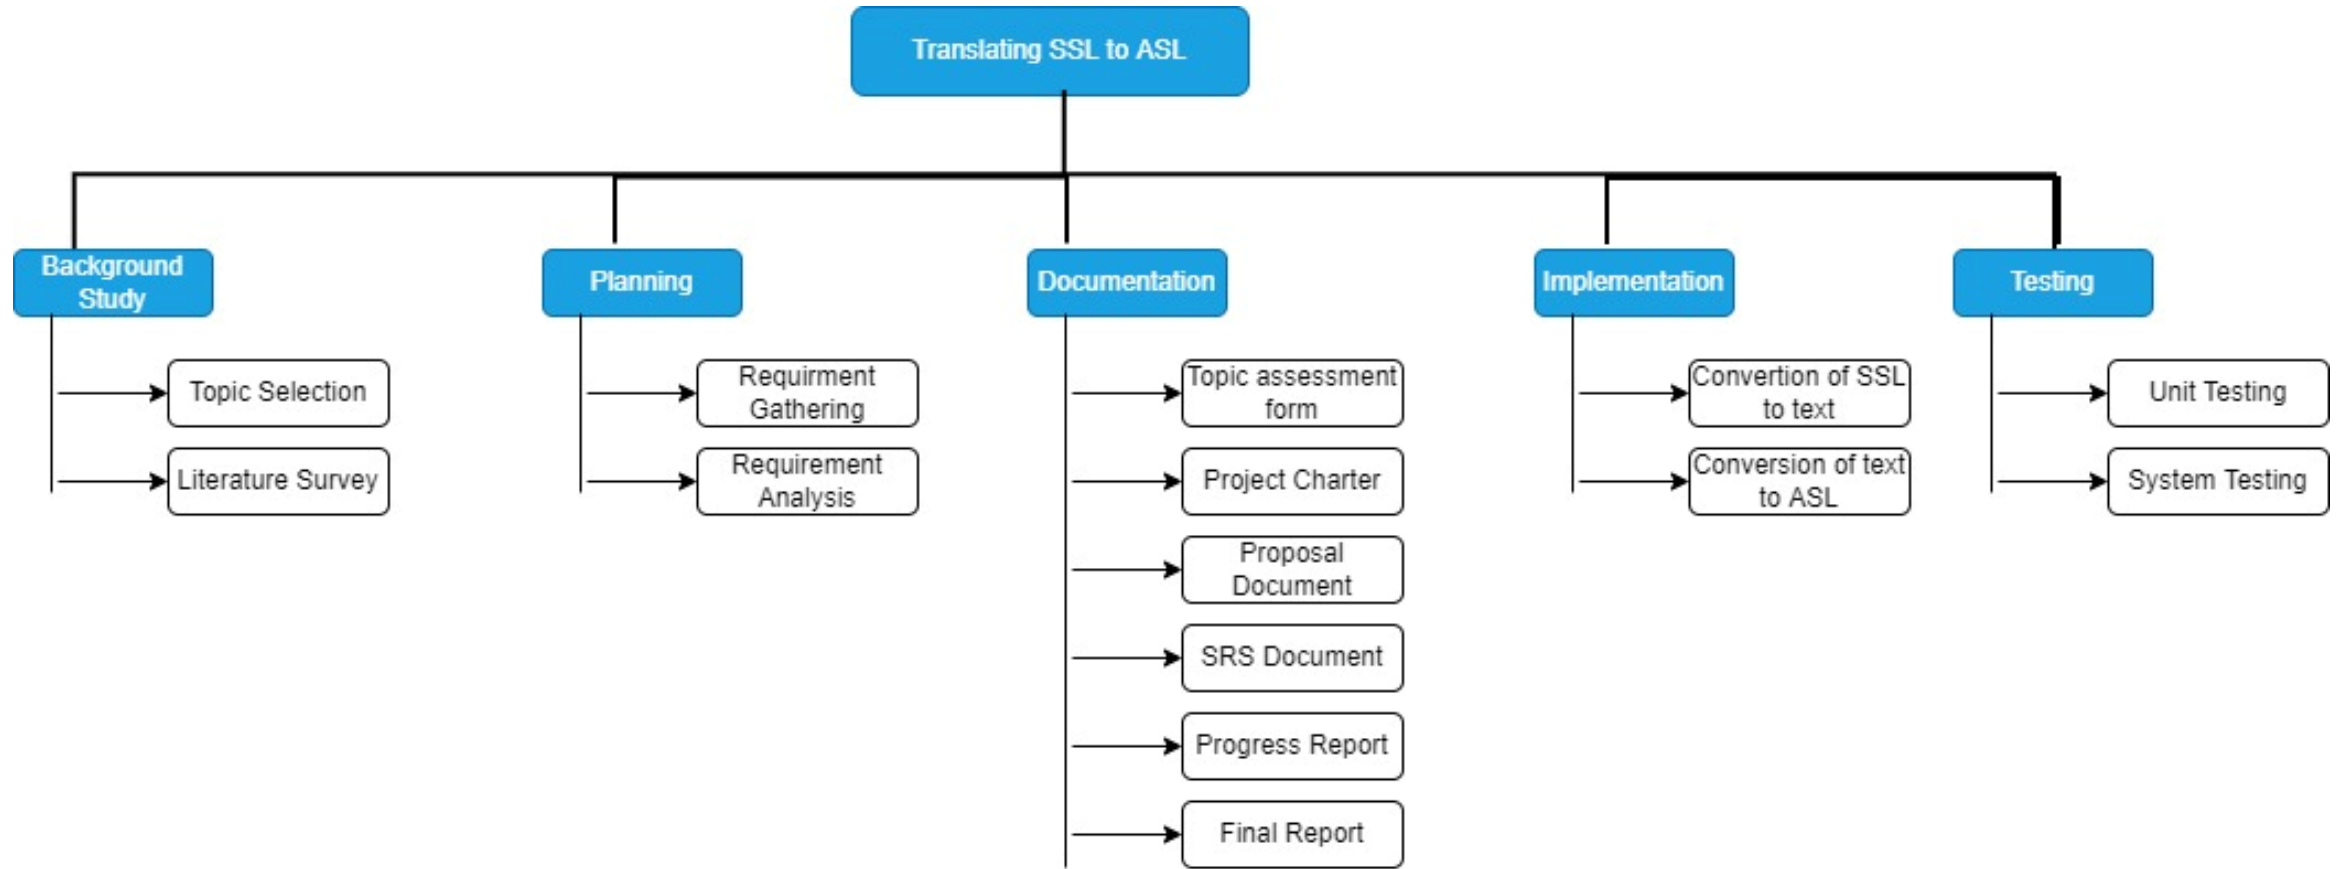 Translating SSL to ASL
Background
Study
Planning
Documentation
Implementation
Testing
Topic Selection
Literature Survey
Requirment
Gathering
Requirement
Analysis
Topic assessment
form
Project Charter
Proposal
Document
SRS Document
Progress Report
Final Report
Convertion of SSL
to text
Conversion of text
to ASL
Unit Testing
System Testing